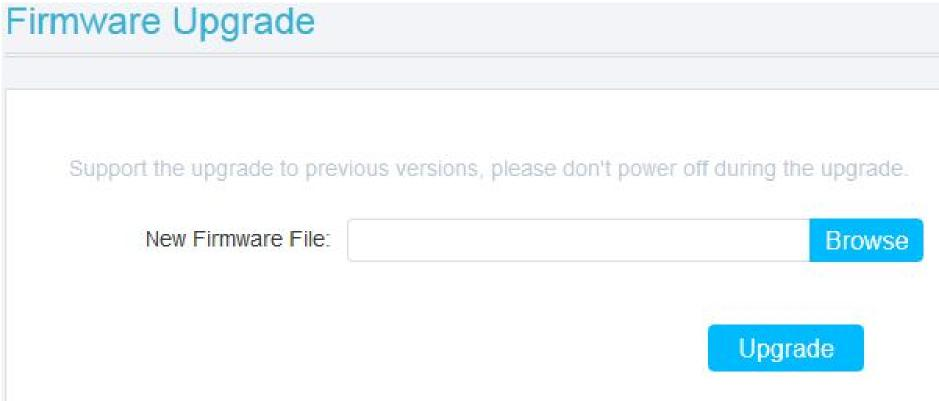 Firmware Upgrade
Support the upgrade to previous versions, please don't power off during the upgrade.
New Firmware File:
Browse
Upgrade